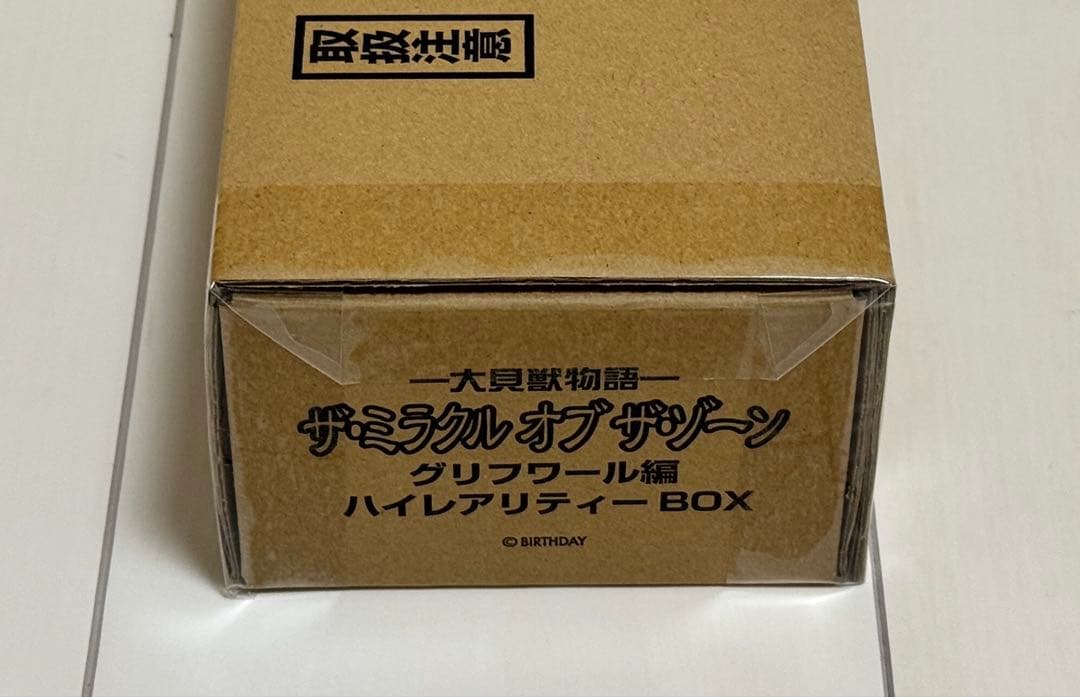 取扱注意
―大貝獣物語―
ザ・ミラクル オブ ザ・ゾーン
グリフワール編
ハイレアリティー BOX
© BIRTHDAY